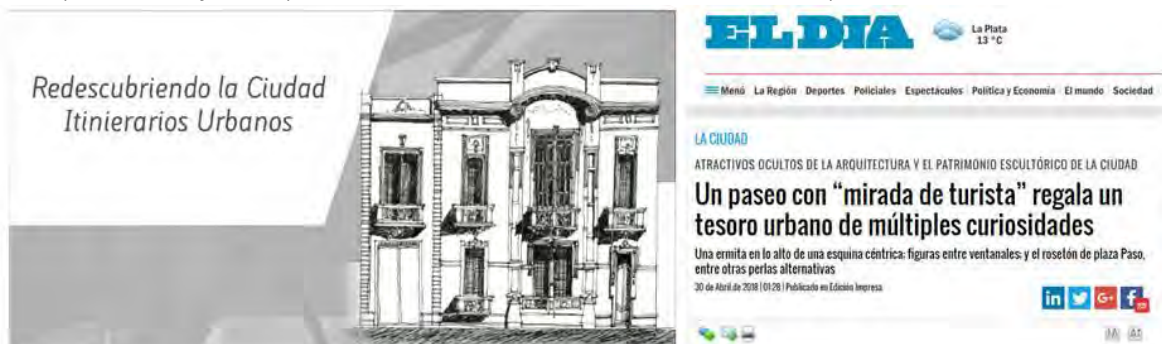 Redescubriendo la Ciudad
Itinierarios Urbanos
EL DIA
La Plata
13 °C
Menú La Región Deportes Policiales Espectáculos Política y Economía El mundo Sociedad
LA CIUDAD
ATRACTIVOS OCULTOS DE LA ARQUITECTURA Y EL PATRIMONIO ESCULTÓRICO DE LA CIUDAD
Un paseo con “mirada de turista” regala un
tesoro urbano de múltiples curiosidades
Una ermita en lo alto de una esquina céntrica; figuras entre ventanales; y el rosetón de plaza Paso,
entre otras perlas alternativas
30 de Abril de 2018 | 01:28 | Publicado en Edición Impresa
in G+ f